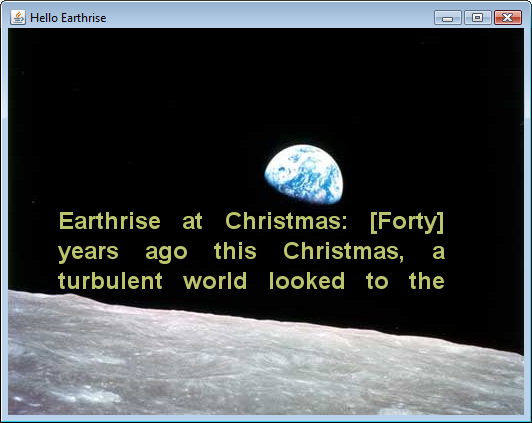 Hello Earthrise
Earthrise at Christmas: [Forty]
years ago this Christmas, a
turbulent world looked to the